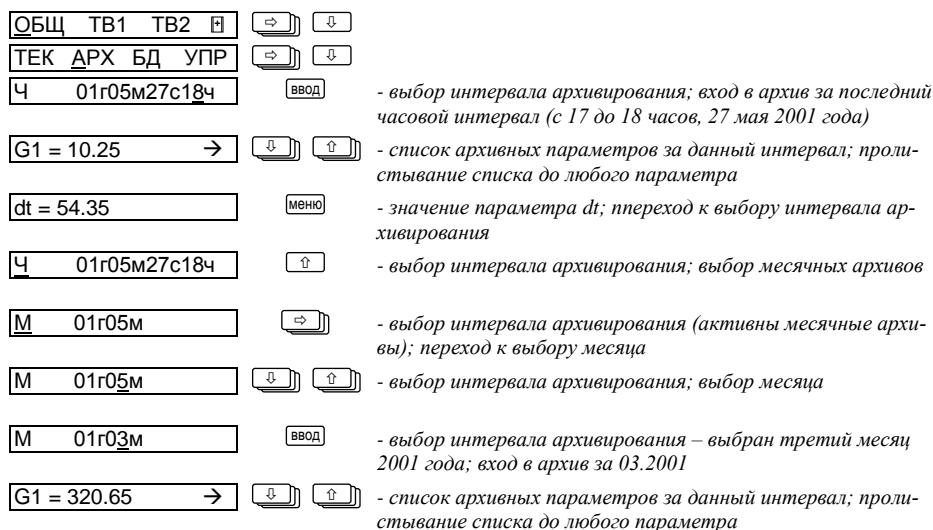 ОБЩ ТВ1 ТВ2 + ⇨ ⇩
ТЕК АРХ БД УПР ⇨ ⇩
Ч 01г05м27с18ч ВВОД - выбор интервала архивирования; вход в архив за последний
часовой интервал (с 17 до 18 часов, 27 мая 2001 года)
G1 = 10.25 → ⇩ ⇧ - список архивных параметров за данный интервал; проли-
стывание списка до любого параметра
dt = 54.35 меню - значение параметра dt; ппереход к выбору интервала ар-
хивирования
Ч 01г05м27с18ч ⇧ - выбор интервала архивирования; выбор месячных архивов
М 01г05м ⇨ - выбор интервала архивирования (активны месячные архи-
вы); переход к выбору месяца
М 01г05м ⇩ ⇧ - выбор интервала архивирования; выбор месяца
М 01г03м ВВОД - выбор интервала архивирования – выбран третий месяц
2001 года; вход в архив за 03.2001
G1 = 320.65 → ⇩ ⇧ - список архивных параметров за данный интервал; проли-
стывание списка до любого параметра